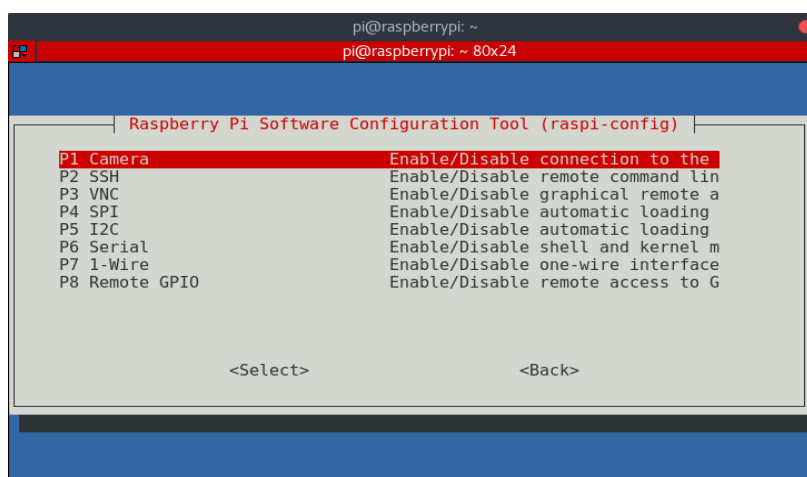 pi@raspberrypi: ~
pi@raspberrypi: ~ 80x24
Raspberry Pi Software Configuration Tool (raspi-config)
P1 Camera Enable/Disable connection to the
P2 SSH Enable/Disable remote command lin
P3 VNC Enable/Disable graphical remote a
P4 SPI Enable/Disable automatic loading
P5 I2C Enable/Disable automatic loading
P6 Serial Enable/Disable shell and kernel m
P7 1-Wire Enable/Disable one-wire interface
P8 Remote GPIO Enable/Disable remote access to G
<Select> <Back>